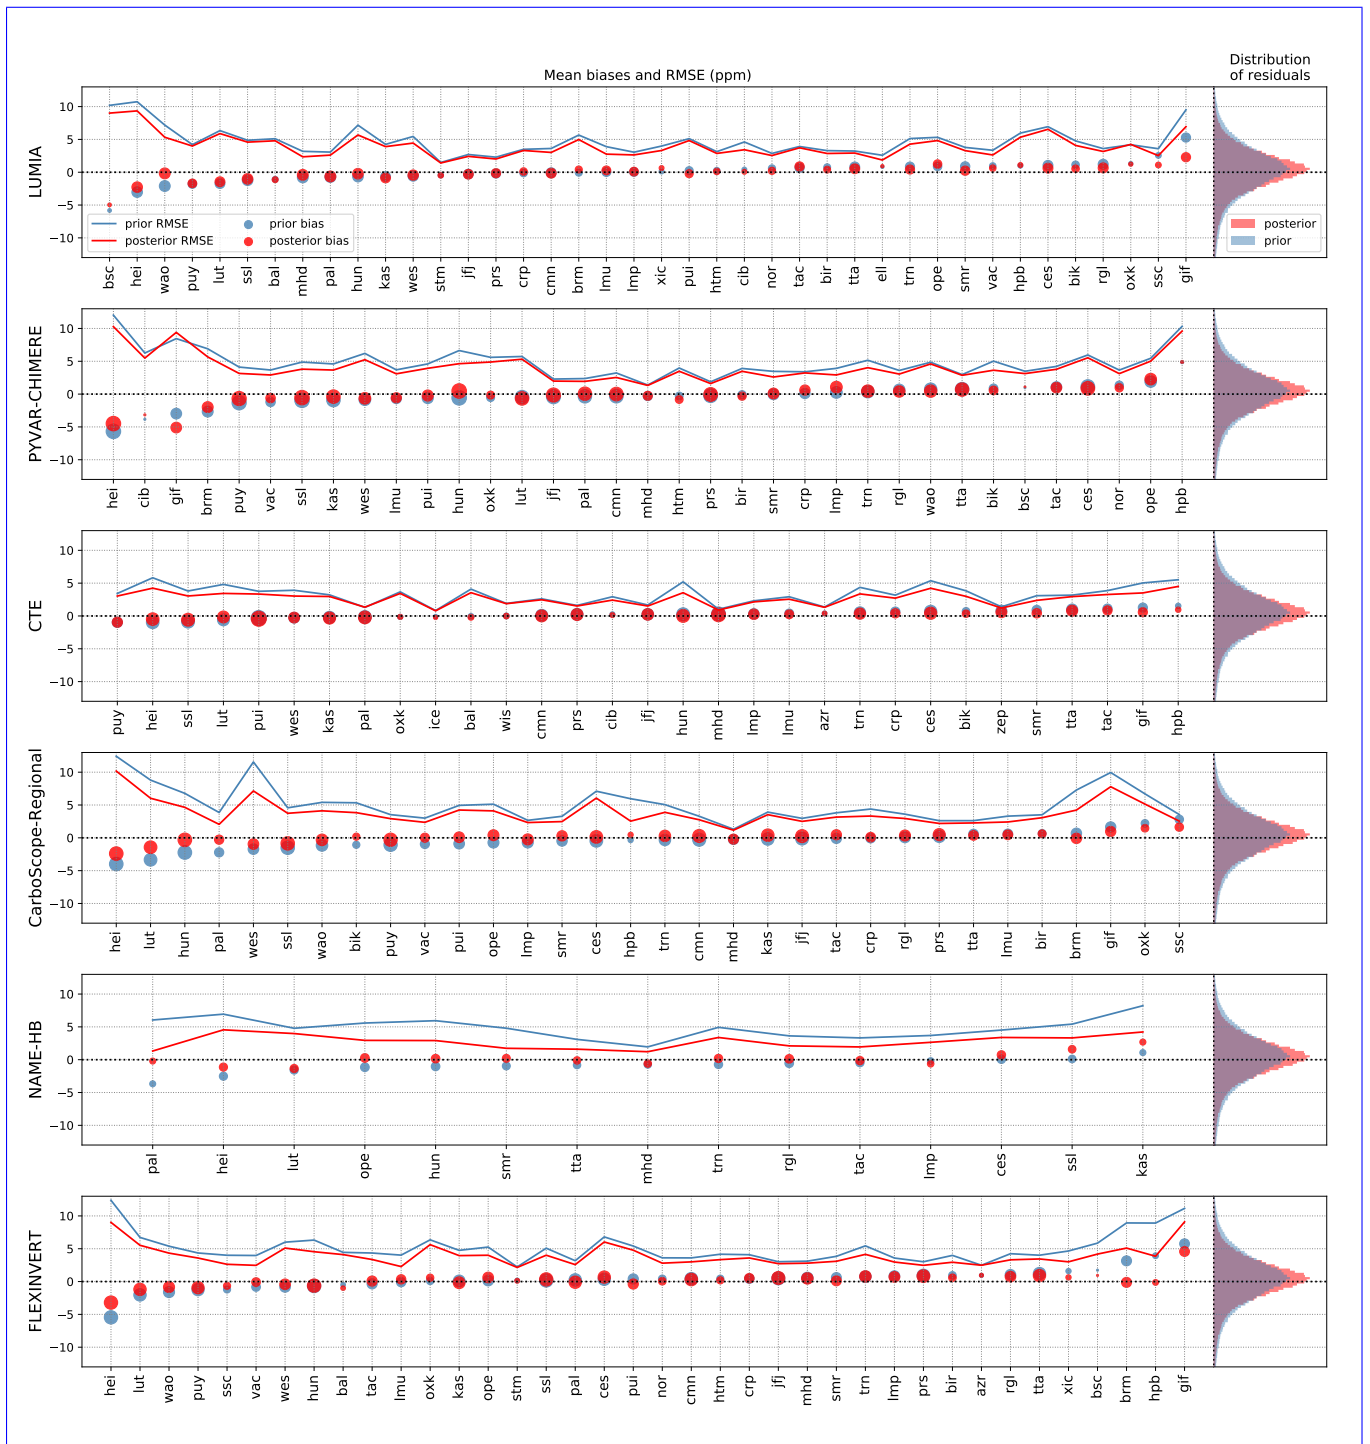 Distribution
of residuals
Mean biases and RMSE (ppm)
LUMIA
10
5
0
−5
−10
prior RMSE
posterior RMSE
prior bias
posterior bias
posterior
prior
bsc hei wao puy lut ssl bal mhd pal hun kas wes stm jfj prs crp cmn brm lmu lmp xic pui htm cib nor tac bir tta ell trn ope smr vac hpb ces bik rgl oxk ssc gif
PYVAR-CHIMERE
10
5
0
−5
−10
hei cib gif brm puy vac ssl kas wes lmu pui hun oxk lut jfj pal cmn mhd htm prs bir smr crp lmp trn rgl wao tta bik bsc tac ces nor ope hpb
CTE
10
5
0
−5
−10
puy hei ssl lut pui wes kas pal oxk ice bal wis cmn prs cib jfj hun mhd lmp lmu azr trn crp ces bik zep smr tta tac gif hpb
CarboScope-Regional
10
5
0
−5
−10
hei lut hun pal wes ssl wao bik puy vac pui ope lmp smr ces hpb trn cmn mhd kas jfj tac crp rgl prs tta lmu bir brm gif oxk ssc
NAME-HB
10
5
0
−5
−10
pal hei lut ope hun smr tta mhd trn rgl tac lmp ces ssl kas
FLEXINVERT
10
5
0
−5
−10
hei lut wao puy ssc vac wes hun bal tac lmu oxk kas ope stm ssl pal ces pui nor cmn htm crp jfj mhd smr trn lmp prs bir azr rgl tta xic bsc brm hpb gif